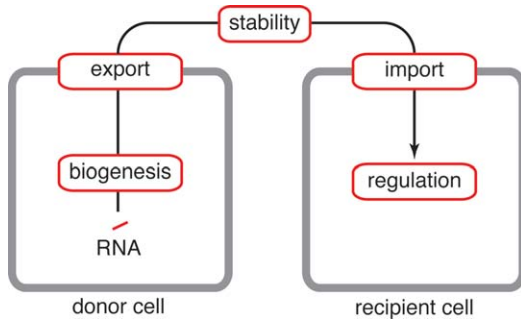 stability
export
import
biogenesis
regulation
RNA
donor cell
recipient cell